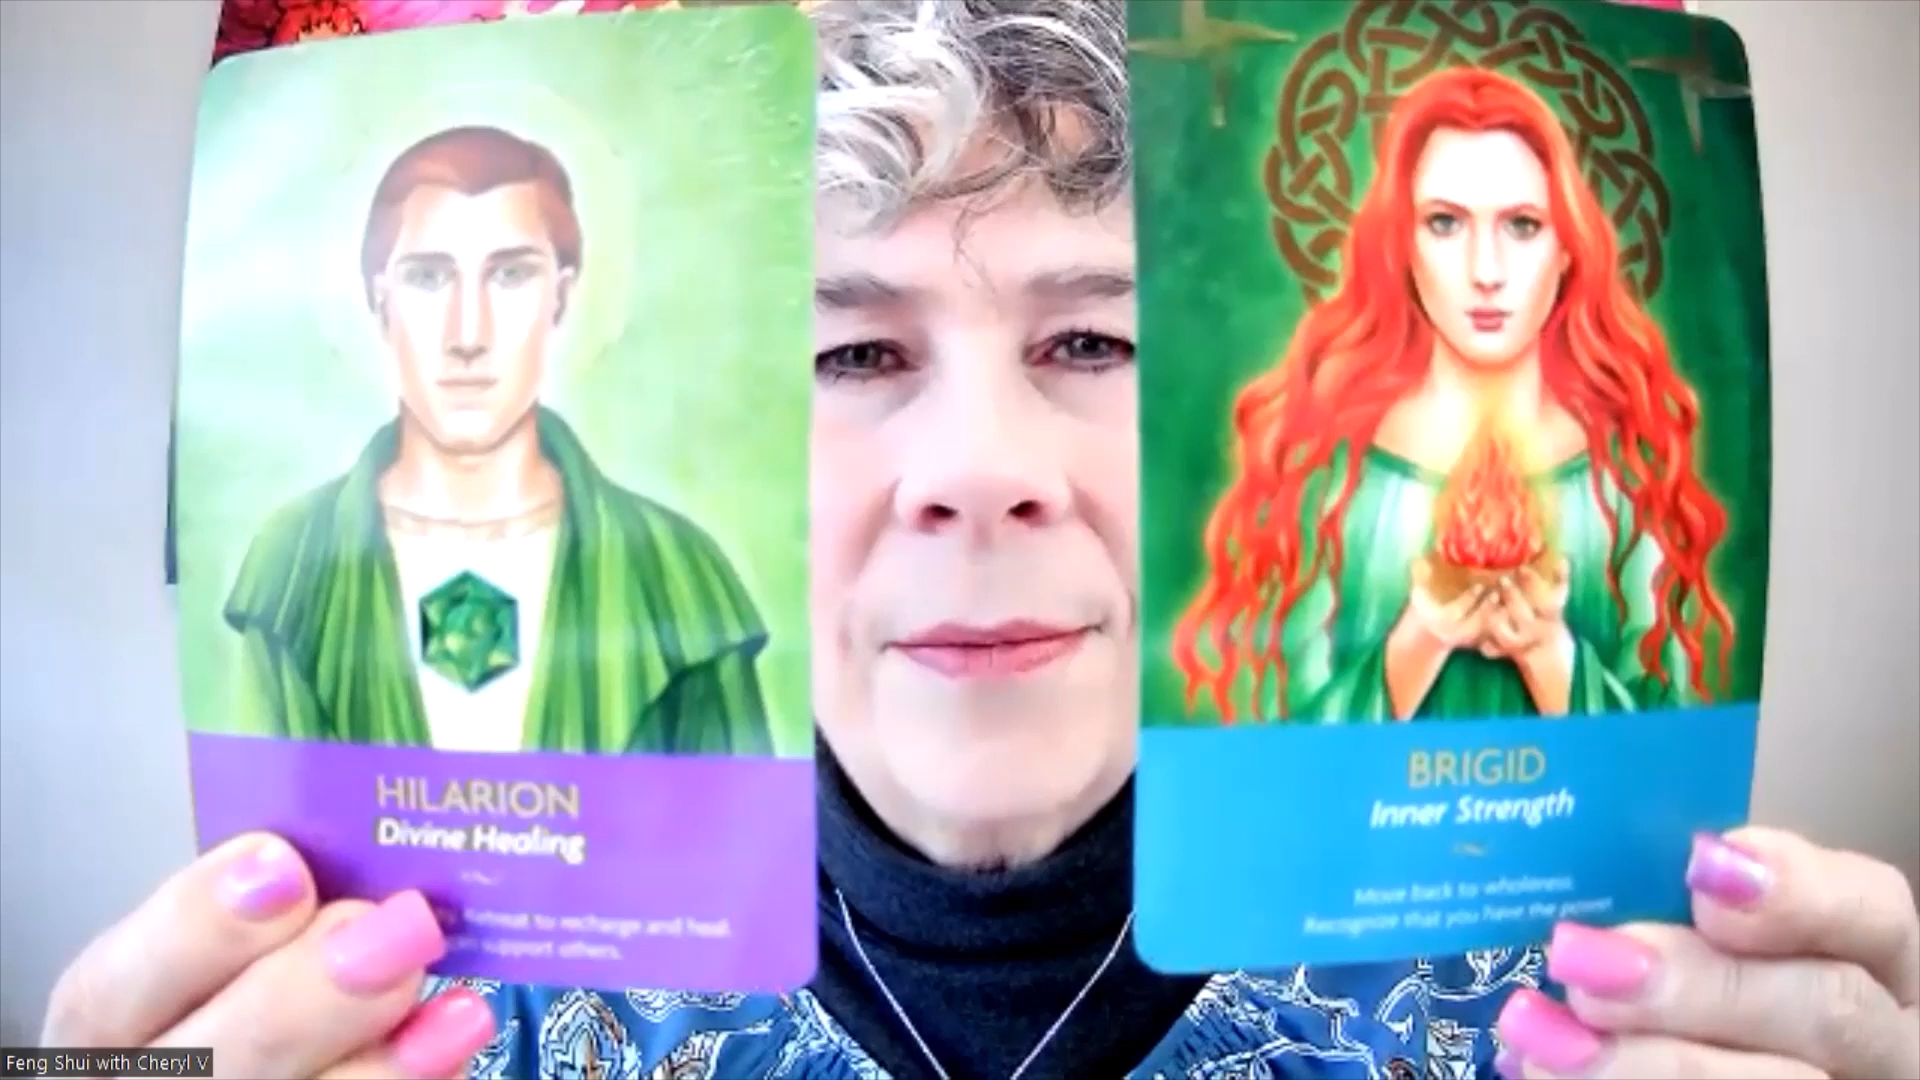 HILARION
Divine Healing
Retreat to recharge and heal
support others.
BRIGID
Inner Strength
Move back to wholeness.
Recognize that you have the power
Feng Shui with Cheryl V